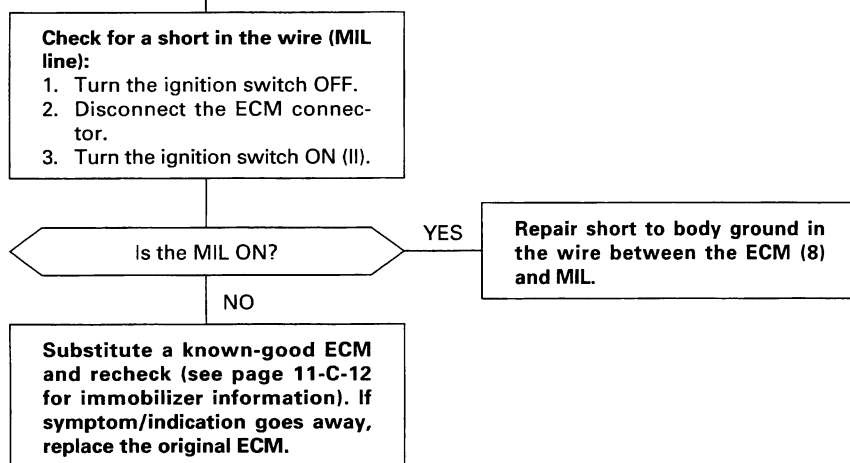 Check for a short in the wire (MIL
line):
1. Turn the ignition switch OFF.
2. Disconnect the ECM connec-
tor.
3. Turn the ignition switch ON (II).
Is the MIL ON?
YES
Repair short to body ground in
the wire between the ECM (8)
and MIL.
NO
Substitute a known-good ECM
and recheck (see page 11-C-12
for immobilizer information). If
symptom/indication goes away,
replace the original ECM.